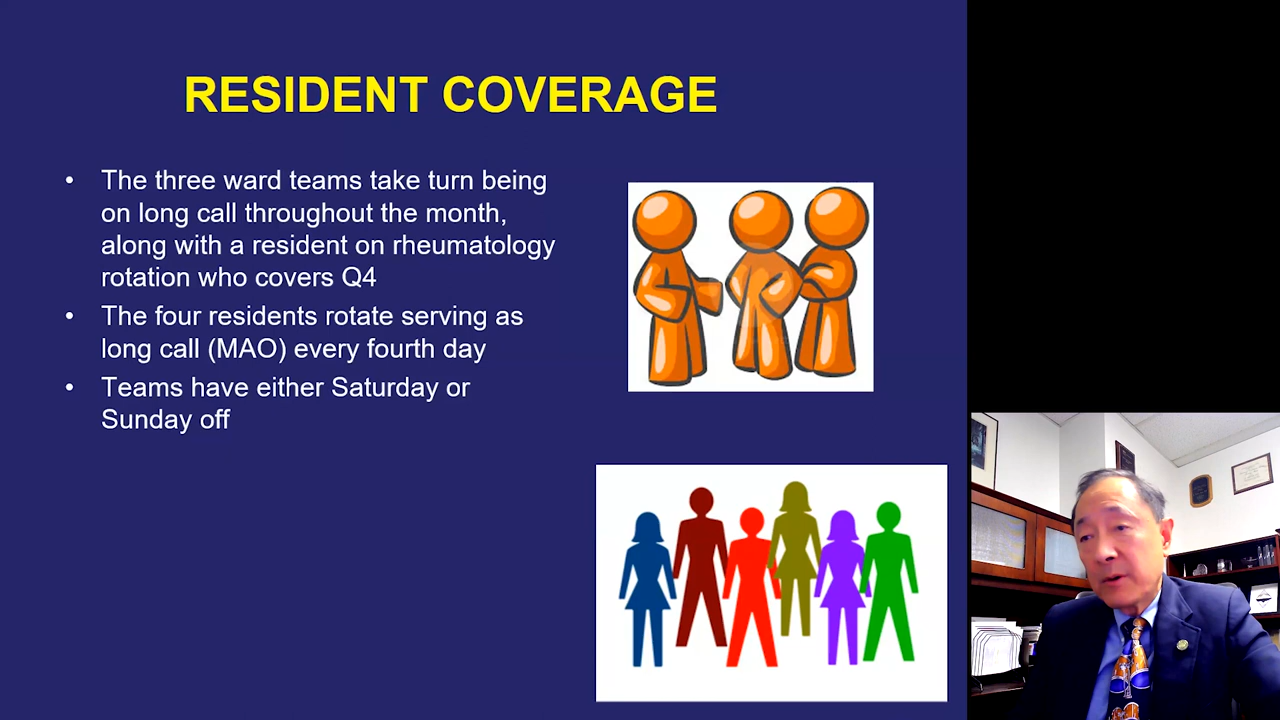 RESIDENT COVERAGE
• The three ward teams take turn being
on long call throughout the month,
along with a resident on rheumatology
rotation who covers Q4
• The four residents rotate serving as
long call (MAO) every fourth day
• Teams have either Saturday or
Sunday off